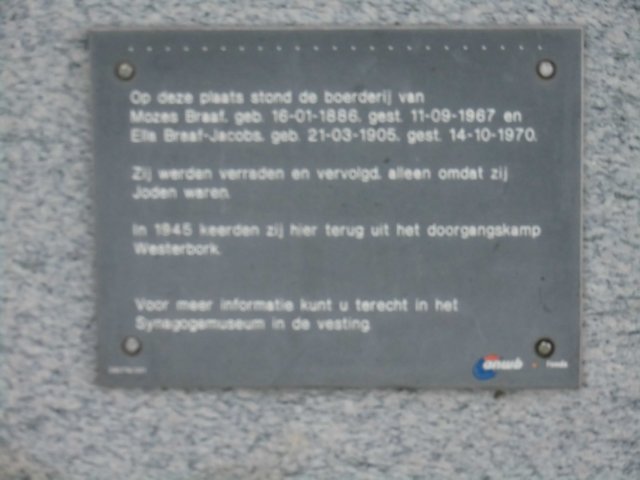 Op deze plaats stond de boerderij van
Mozes Braaf, geb. 16-01-1886, gest. 11-09-1967 en
Ella Braaf-Jacobs, geb. 21-03-1905, gest. 14-10-1970.
Zij werden verraden en vervolgd, alleen omdat zij
Joden waren.
In 1945 keerden zij hier terug uit het doorgangskamp
Westerbork.
Voor meer informatie kunt u terecht in het
Synagogemuseum in de vesting.
anwb